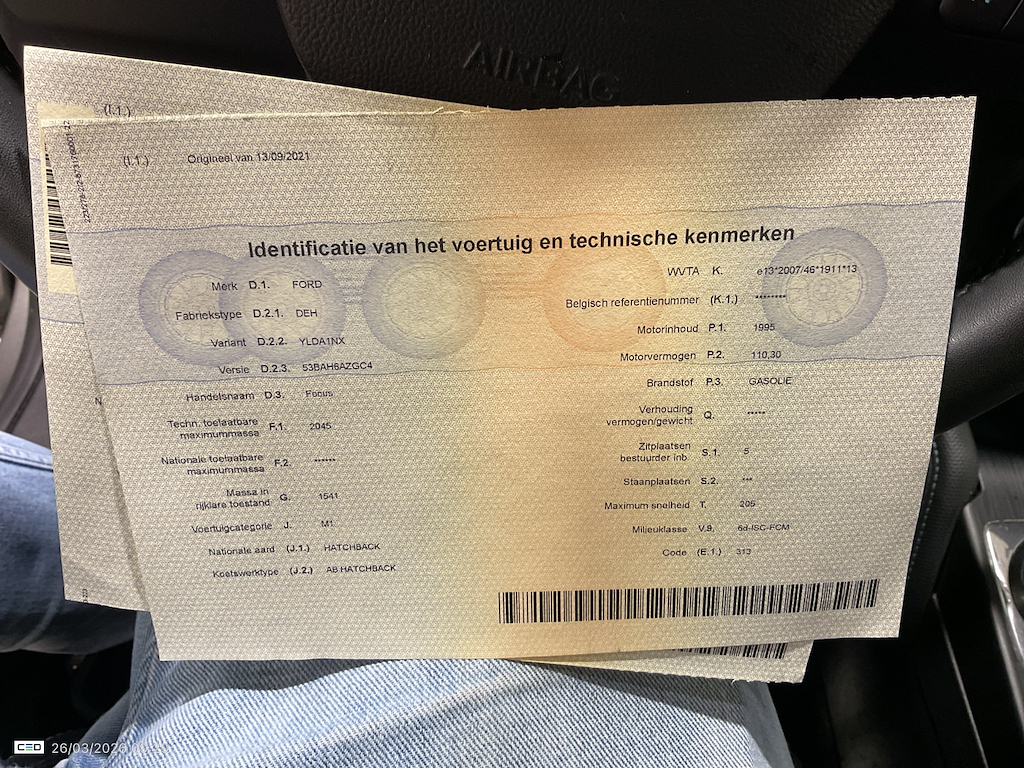 AIRBAG
(I.1.)
(I.1.) Origineel van 13/09/2021
Identificatie van het voertuig en technische kenmerken
Merk D.1. FORD
Fabriekstype D.2.1. DEH
Variant D.2.2. YLDA1NX
Versie D.2.3. 53BAH6AZGC4
Handelsnaam D.3. Focus
Techn. toelaatbare
maximummassa F.1. 2045
Nationale toelaatbare
maximummassa F.2. ******
Massa in
rijklare toestand G. 1541
Voertuigcategorie J. M1
Nationale aard (J.1.) HATCHBACK
Koetswerktype (J.2.) AB HATCHBACK
WVTA K. e13*2007/46*1911*13
Belgisch referentienummer (K.1.) ********
Motorinhoud P.1. 1995
Motorvermogen P.2. 110,30
Brandstof P.3. GASOLIE
Verhouding
vermogen/gewicht Q. *****
Zitplaatsen
bestuurder inb. S.1. 5
Staanplaatsen S.2. ***
Maximum snelheid T. 205
Milieuklasse V.9. 6d-ISC-FCM
Code (E.1.) 313
N
CEO 26/03/2026